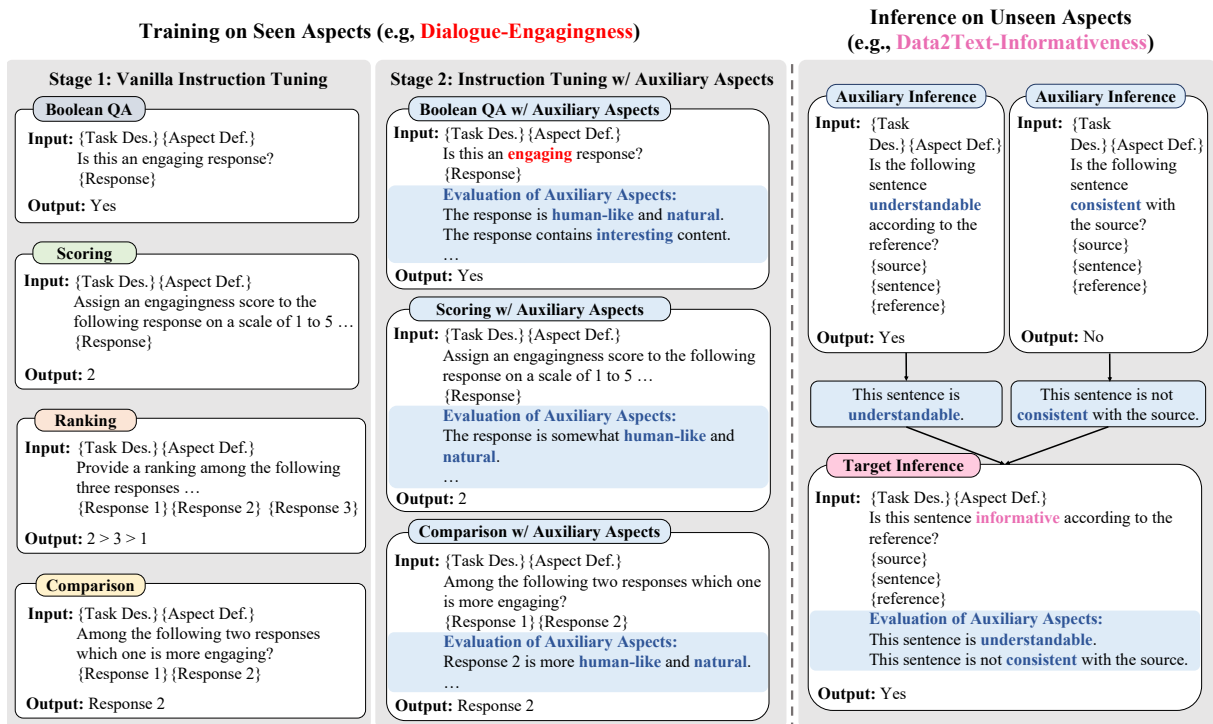 Training on Seen Aspects (e.g, Dialogue-Engagingness)
Stage 1: Vanilla Instruction Tuning
Boolean QA
Input: {Task Des.}{Aspect Def.}
Is this an engaging response?
{Response}
Output: Yes
Scoring
Input: {Task Des.}{Aspect Def.}
Assign an engagingness score to the
following response on a scale of 1 to 5 …
{Response}
Output: 2
Ranking
Input: {Task Des.}{Aspect Def.}
Provide a ranking among the following
three responses …
{Response 1}{Response 2} {Response 3}
Output: 2 > 3 > 1
Comparison
Input: {Task Des.}{Aspect Def.}
Among the following two responses
which one is more engaging?
{Response 1}{Response 2}
Output: Response 2
Stage 2: Instruction Tuning w/ Auxiliary Aspects
Boolean QA w/ Auxiliary Aspects
Input: {Task Des.}{Aspect Def.}
Is this an engaging response?
{Response}
Evaluation of Auxiliary Aspects:
The response is human-like and natural.
The response contains interesting content.
…
Output: Yes
Scoring w/ Auxiliary Aspects
Input: {Task Des.}{Aspect Def.}
Assign an engagingness score to the following
response on a scale of 1 to 5 …
{Response}
Evaluation of Auxiliary Aspects:
The response is somewhat human-like and
natural.
…
Output: 2
Comparison w/ Auxiliary Aspects
Input: {Task Des.}{Aspect Def.}
Among the following two responses which one
is more engaging?
{Response 1}{Response 2}
Evaluation of Auxiliary Aspects:
Response 2 is more human-like and natural.
…
Output: Response 2
Inference on Unseen Aspects
(e.g., Data2Text-Informativeness)
Auxiliary Inference
Input: {Task
Des.}{Aspect Def.}
Is the following
sentence
understandable
according to the
reference?
{source}
{sentence}
{reference}
Output: Yes
Auxiliary Inference
Input: {Task
Des.}{Aspect Def.}
Is the following
sentence
consistent with
the source?
{source}
{sentence}
{reference}
Output: No
This sentence is
understandable.
This sentence is not
consistent with the source.
Target Inference
Input: {Task Des.}{Aspect Def.}
Is this sentence informative according to the
reference?
{source}
{sentence}
{reference}
Evaluation of Auxiliary Aspects:
This sentence is understandable.
This sentence is not consistent with the source.
Output: Yes